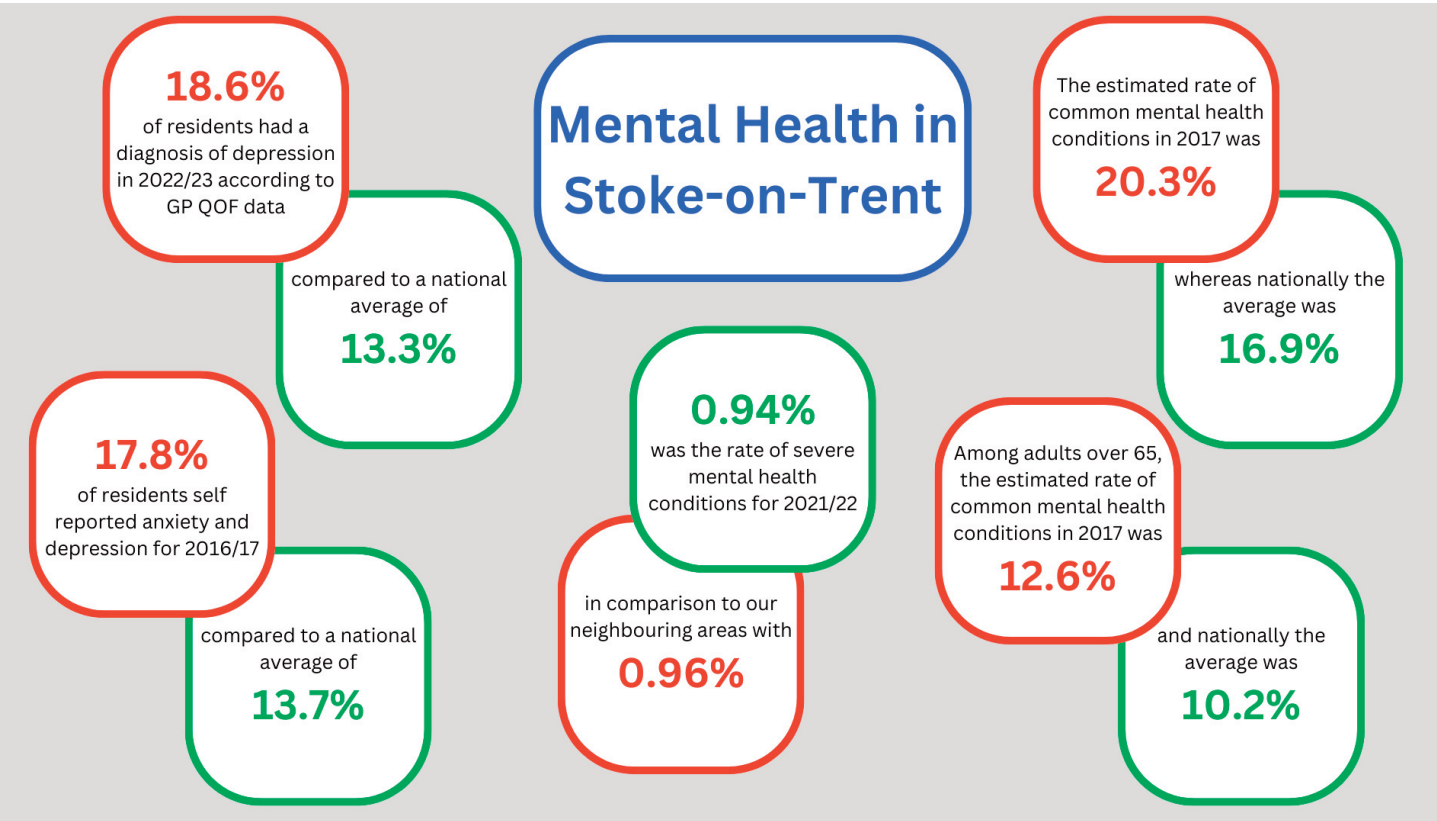 Mental Health in
Stoke-on-Trent
18.6%
of residents had a
diagnosis of depression
in 2022/23 according to
GP QOF data
compared to a national
average of
13.3%
17.8%
of residents self
reported anxiety and
depression for 2016/17
compared to a national
average of
13.7%
0.94%
was the rate of severe
mental health
conditions for 2021/22
in comparison to our
neighbouring areas with
0.96%
The estimated rate of
common mental health
conditions in 2017 was
20.3%
whereas nationally the
average was
16.9%
Among adults over 65,
the estimated rate of
common mental health
conditions in 2017 was
12.6%
and nationally the
average was
10.2%